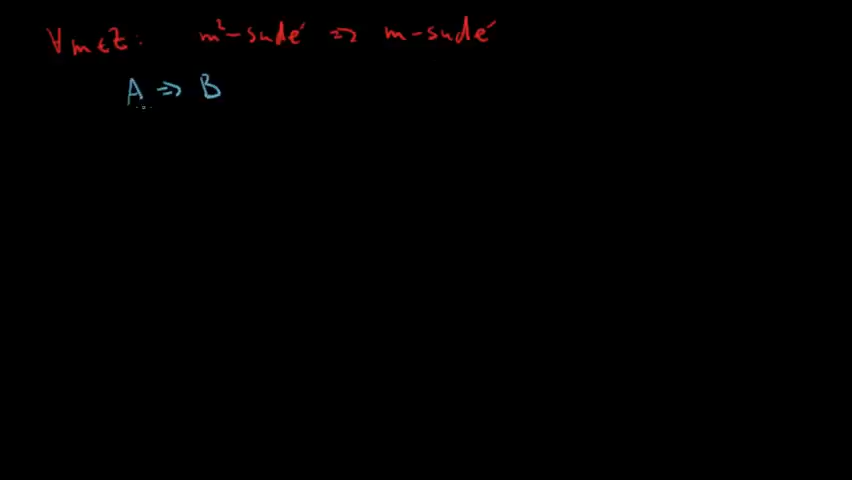 ∀m∈Z: m²-sudé => m-sudé
A => B